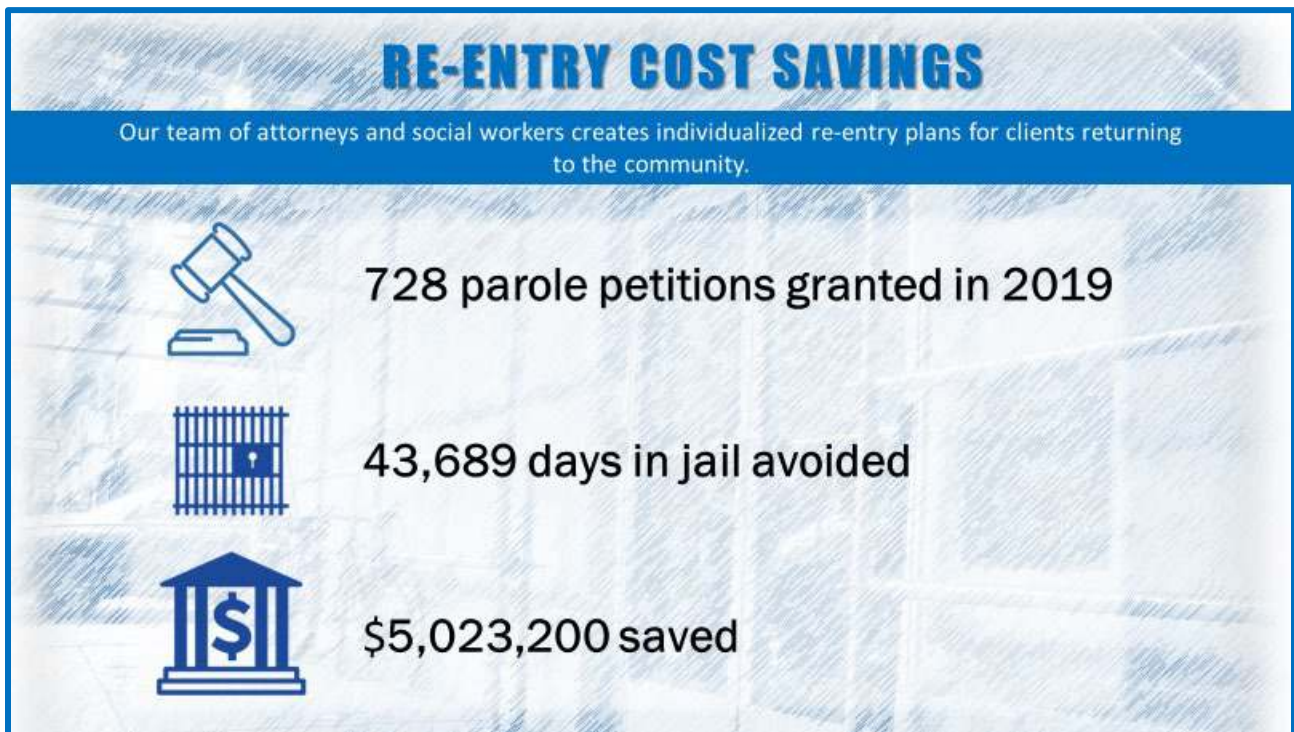 RE-ENTRY COST SAVINGS
Our team of attorneys and social workers creates individualized re-entry plans for clients returning
to the community.
728 parole petitions granted in 2019
43,689 days in jail avoided
$
$5,023,200 saved